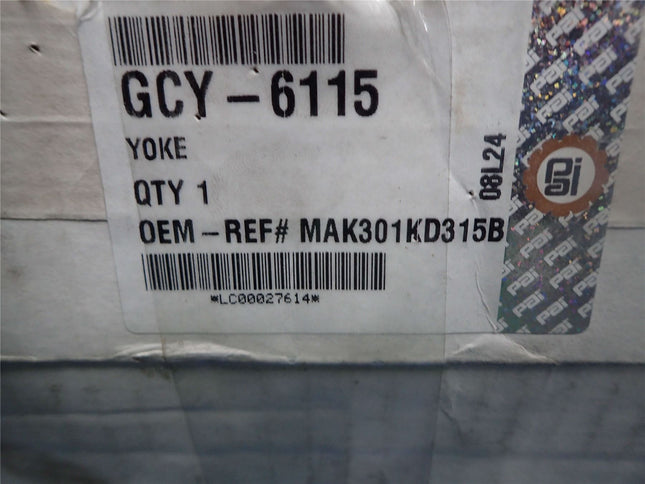 GCY-6115
YOKE
QTY 1
OEM-REF# MAK301KD315B
*LC00027614*
08L24
pai